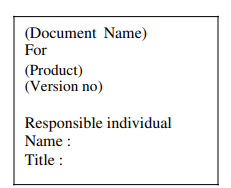 (Document Name)
For
(Product)
(Version no)
Responsible individual
Name :
Title :